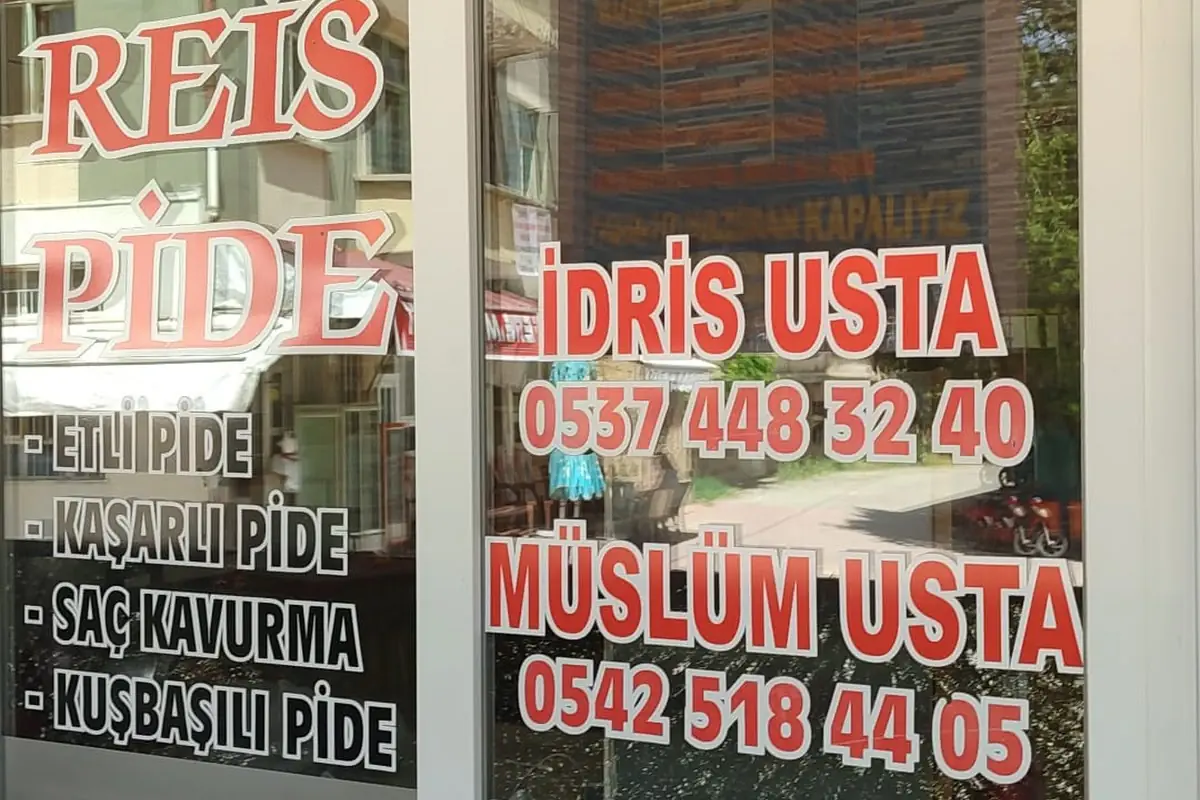 REİS
PİDE
- ETLİ PİDE
- KAŞARLI PİDE
- SAÇ KAVURMA
- KUŞBAŞILI PİDE
KAPALIYIZ
İDRİS USTA
0537 448 32 40
MÜSLÜM USTA
0542 518 44 05